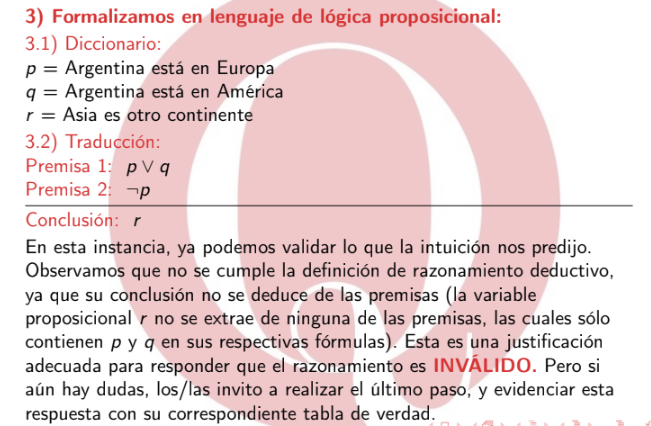 3) Formalizamos en lenguaje de lógica proposicional:
3.1) Diccionario:
p = Argentina está en Europa
q = Argentina está en América
r = Asia es otro continente
3.2) Traducción:
Premisa 1: p ∨ q
Premisa 2: ¬p
Conclusión: r
En esta instancia, ya podemos validar lo que la intuición nos predijo.
Observamos que no se cumple la definición de razonamiento deductivo,
ya que su conclusión no se deduce de las premisas (la variable
proposicional r no se extrae de ninguna de las premisas, las cuales sólo
contienen p y q en sus respectivas fórmulas). Esta es una justificación
adecuada para responder que el razonamiento es INVÁLIDO. Pero si
aún hay dudas, los/las invito a realizar el último paso, y evidenciar esta
respuesta con su correspondiente tabla de verdad.